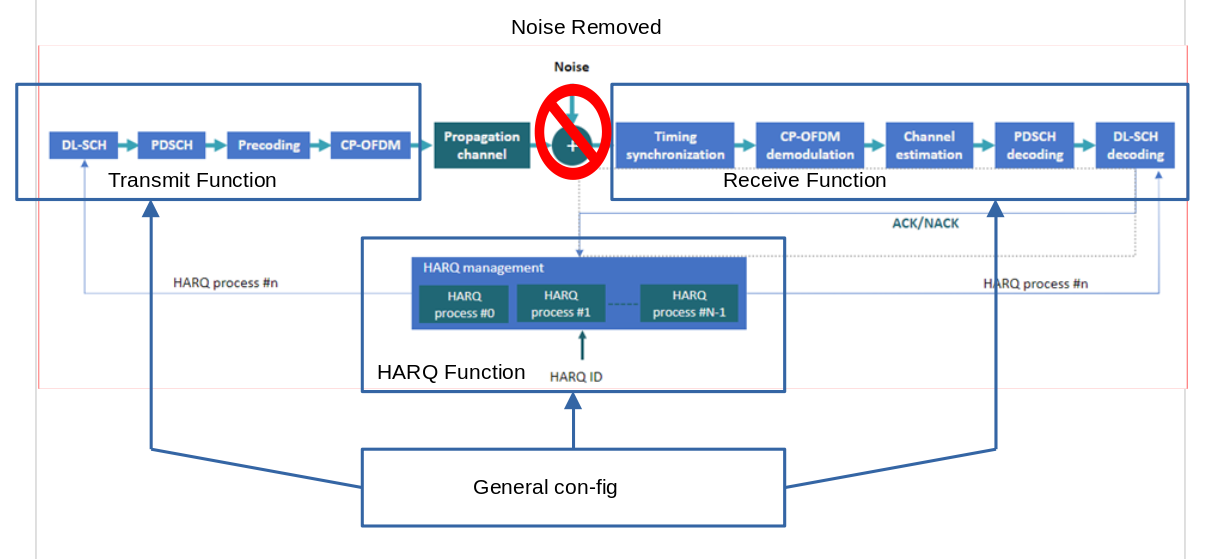 Noise Removed
Noise
DL-SCH
PDSCH
Precoding
CP-OFDM
Propagation
channel
+
Timing
synchronization
CP-OFDM
demodulation
Channel
estimation
PDSCH
decoding
DL-SCH
decoding
Transmit Function
Receive Function
ACK/NACK
HARQ management
HARQ process #n
HARQ
process #0
HARQ
process #1
HARQ
process #N-1
HARQ process #n
HARQ Function
HARQ ID
General con-fig